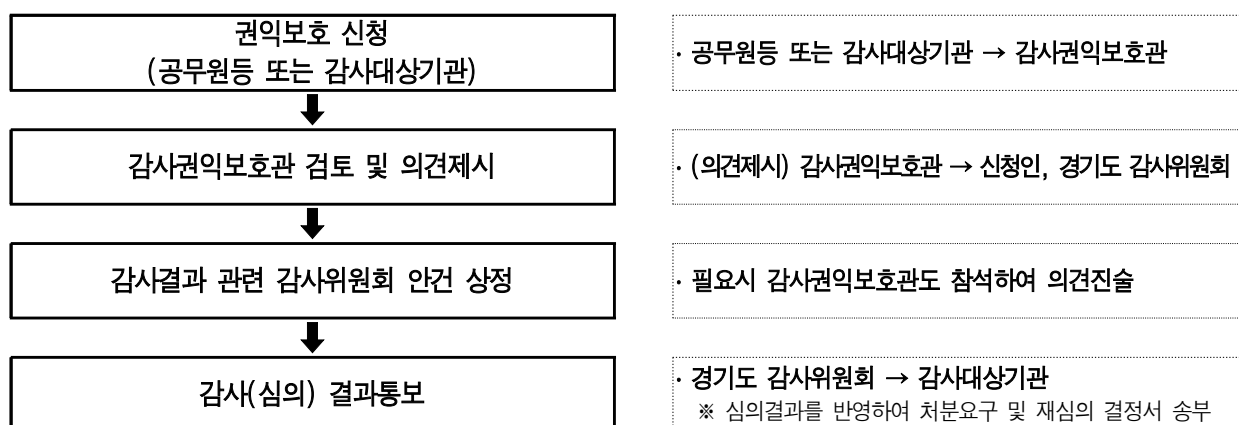 권익보호 신청
(공무원등 또는 감사대상기관)
· 공무원등 또는 감사대상기관 → 감사권익보호관
감사권익보호관 검토 및 의견제시
· (의견제시) 감사권익보호관 → 신청인, 경기도 감사위원회
감사결과 관련 감사위원회 안건 상정
· 필요시 감사권익보호관도 참석하여 의견진술
감사(심의) 결과통보
· 경기도 감사위원회 → 감사대상기관
※ 심의결과를 반영하여 처분요구 및 재심의 결정서 송부